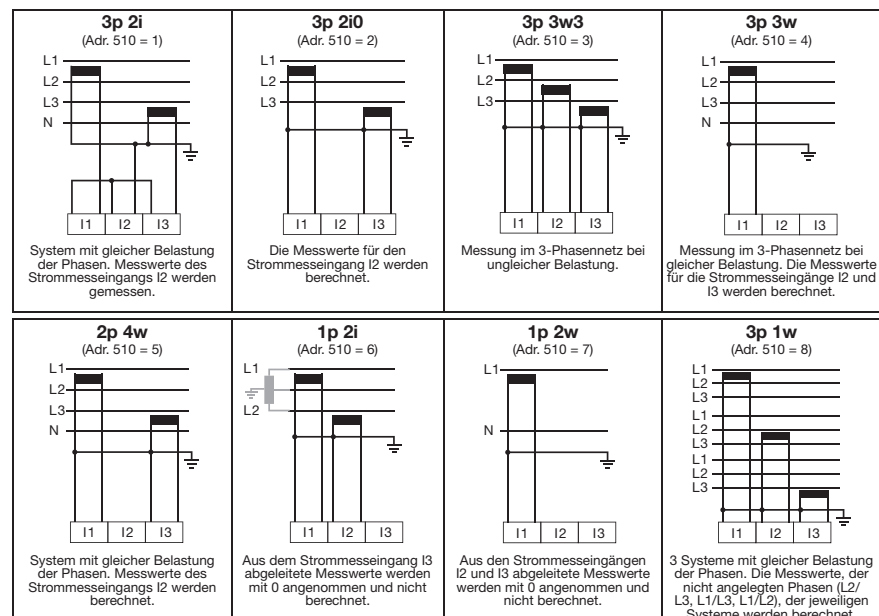 3p 2i
(Adr. 510 = 1)
L1
L2
L3
N
I1 I2 I3
System mit gleicher Belastung
der Phasen. Messwerte des
Strommesseingangs I2 werden
gemessen.
3p 2i0
(Adr. 510 = 2)
L1
L2
L3
I1 I2 I3
Die Messwerte für den
Strommesseingang I2 werden
berechnet.
3p 3w3
(Adr. 510 = 3)
L1
L2
L3
I1 I2 I3
Messung im 3-Phasennetz bei
ungleicher Belastung.
3p 3w
(Adr. 510 = 4)
L1
L2
L3
N
I1 I2 I3
Messung im 3-Phasennetz bei
gleicher Belastung. Die Messwerte
für die Strommesseingänge I2 und
I3 werden berechnet.
2p 4w
(Adr. 510 = 5)
L1
L2
L3
N
I1 I2 I3
System mit gleicher Belastung
der Phasen. Messwerte des
Strommesseingangs I2 werden
berechnet.
1p 2i
(Adr. 510 = 6)
L1
L2
I1 I2 I3
Aus dem Strommesseingang I3
abgeleitete Messwerte werden
mit 0 angenommen und nicht
berechnet.
1p 2w
(Adr. 510 = 7)
L1
N
I1 I2 I3
Aus den Strommesseingängen
I2 und I3 abgeleitete Messwerte
werden mit 0 angenommen und
nicht berechnet.
3p 1w
(Adr. 510 = 8)
L1
L2
L3
L1
L2
L3
L1
L2
L3
I1 I2 I3
3 Systeme mit gleicher Belastung
der Phasen. Die Messwerte, der
nicht angelegten Phasen (L2/
L3, L1/L3, L1/L2), der jeweiligen
Systeme werden berechnet.